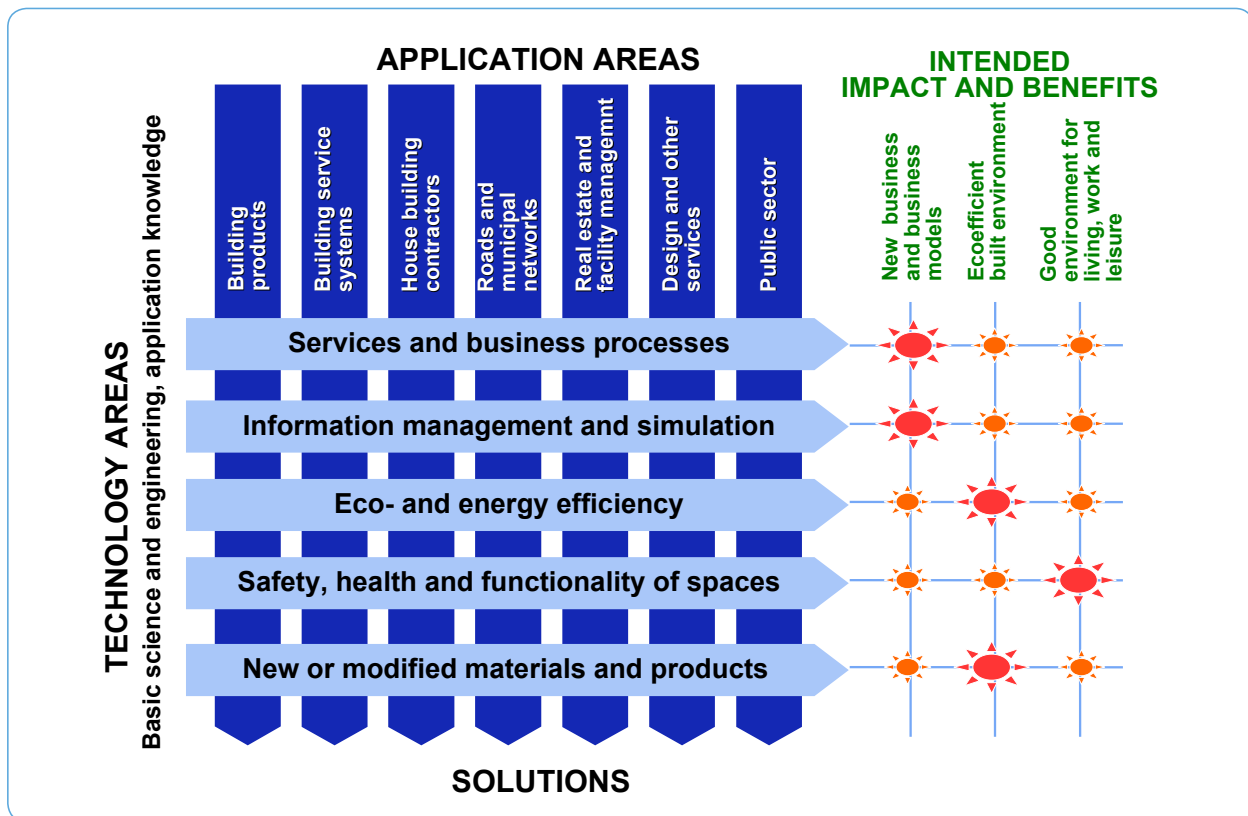 APPLICATION AREAS
INTENDED
IMPACT AND BENEFITS
TECHNOLOGY AREAS
Basic science and engineering, application knowledge
Building
products
Building service
systems
House building
contractors
Roads and
municipal
networks
Real estate and
facility managemnt
Design and other
services
Public sector
New business
and business
models
Ecoefficient
built environment
Good
environment for
living, work and
leisure
Services and business processes
Information management and simulation
Eco- and energy efficiency
Safety, health and functionality of spaces
New or modified materials and products
SOLUTIONS